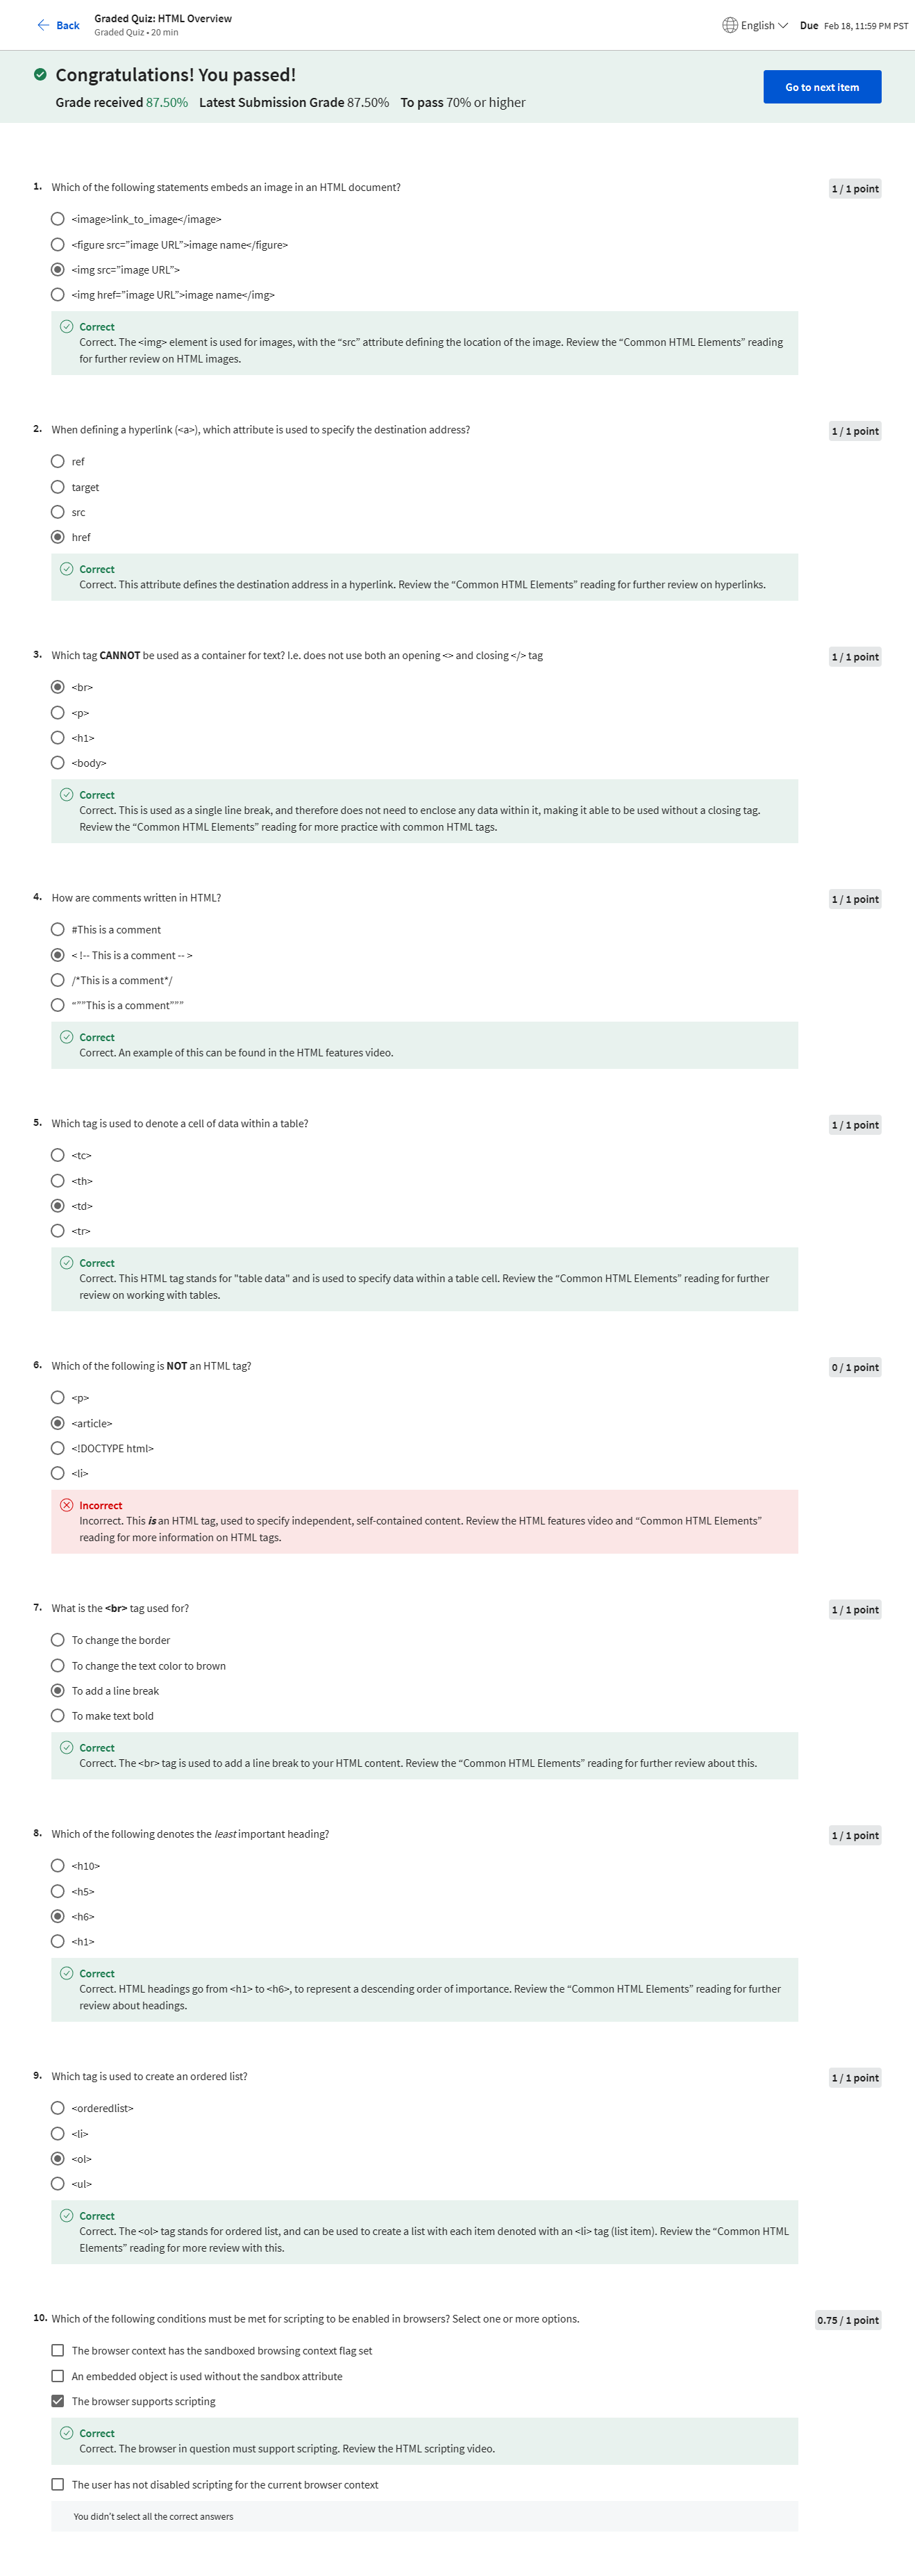 Back
Graded Quiz: HTML Overview
Graded Quiz • 20 min
English
Due Feb 18, 11:59 PM PST
Congratulations! You passed!
Grade received 87.50% Latest Submission Grade 87.50% To pass 70% or higher
Go to next item
1. Which of the following statements embeds an image in an HTML document?
1 / 1 point
<image>link_to_image</image>
<figure src=”image URL”>image name</figure>
<img src=”image URL”>
<img href=”image URL”>image name</img>
Correct
Correct. The <img> element is used for images, with the “src” attribute defining the location of the image. Review the “Common HTML Elements” reading
for further review on HTML images.
2. When defining a hyperlink (<a>), which attribute is used to specify the destination address?
1 / 1 point
ref
target
src
href
Correct
Correct. This attribute defines the destination address in a hyperlink. Review the “Common HTML Elements” reading for further review on hyperlinks.
3. Which tag CANNOT be used as a container for text? I.e. does not use both an opening <> and closing </> tag
1 / 1 point
<br>
<p>
<h1>
<body>
Correct
Correct. This is used as a single line break, and therefore does not need to enclose any data within it, making it able to be used without a closing tag.
Review the “Common HTML Elements” reading for more practice with common HTML tags.
4. How are comments written in HTML?
1 / 1 point
#This is a comment
< !-- This is a comment -- >
/*This is a comment*/
“””This is a comment”””
Correct
Correct. An example of this can be found in the HTML features video.
5. Which tag is used to denote a cell of data within a table?
1 / 1 point
<tc>
<th>
<td>
<tr>
Correct
Correct. This HTML tag stands for "table data" and is used to specify data within a table cell. Review the “Common HTML Elements” reading for further
review on working with tables.
6. Which of the following is NOT an HTML tag?
0 / 1 point
<p>
<article>
<!DOCTYPE html>
<li>
Incorrect
Incorrect. This is an HTML tag, used to specify independent, self-contained content. Review the HTML features video and “Common HTML Elements”
reading for more information on HTML tags.
7. What is the <br> tag used for?
1 / 1 point
To change the border
To change the text color to brown
To add a line break
To make text bold
Correct
Correct. The <br> tag is used to add a line break to your HTML content. Review the “Common HTML Elements” reading for further review about this.
8. Which of the following denotes the least important heading?
1 / 1 point
<h10>
<h5>
<h6>
<h1>
Correct
Correct. HTML headings go from <h1> to <h6>, to represent a descending order of importance. Review the “Common HTML Elements” reading for further
review about headings.
9. Which tag is used to create an ordered list?
1 / 1 point
<orderedlist>
<li>
<ol>
<ul>
Correct
Correct. The <ol> tag stands for ordered list, and can be used to create a list with each item denoted with an <li> tag (list item). Review the “Common HTML
Elements” reading for more review with this.
10. Which of the following conditions must be met for scripting to be enabled in browsers? Select one or more options.
0.75 / 1 point
The browser context has the sandboxed browsing context flag set
An embedded object is used without the sandbox attribute
The browser supports scripting
Correct
Correct. The browser in question must support scripting. Review the HTML scripting video.
The user has not disabled scripting for the current browser context
You didn’t select all the correct answers